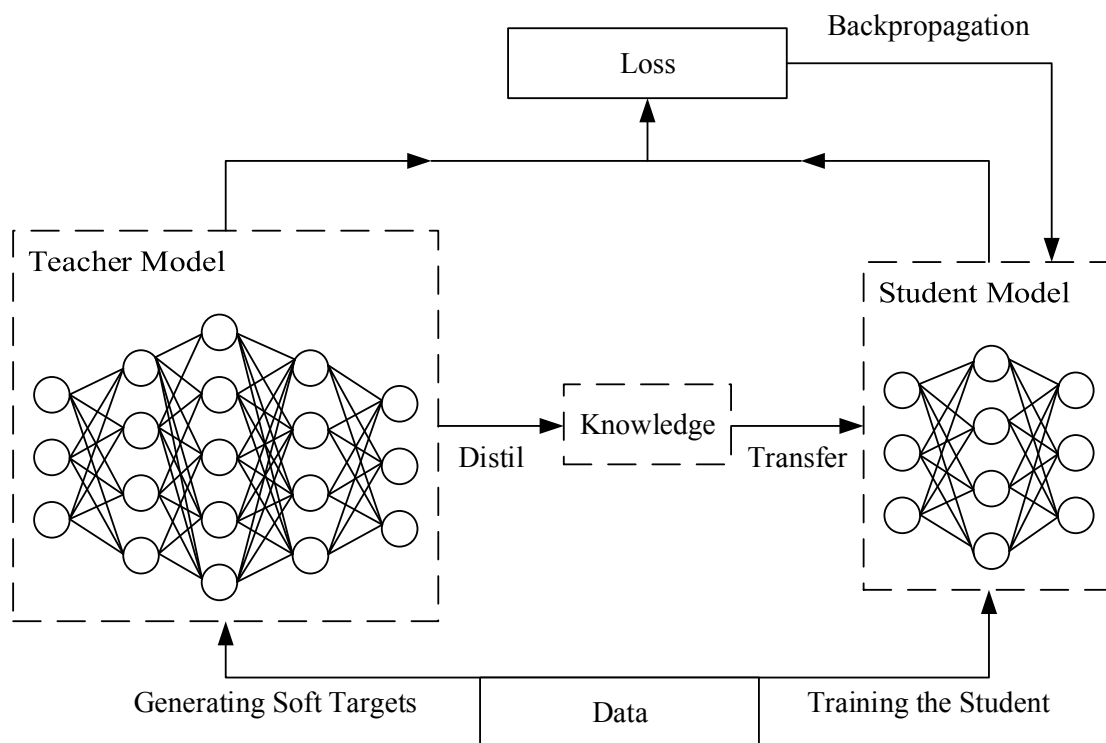 Backpropagation
Loss
Teacher Model
Student Model
Knowledge
Distil
Transfer
Generating Soft Targets
Data
Training the Student